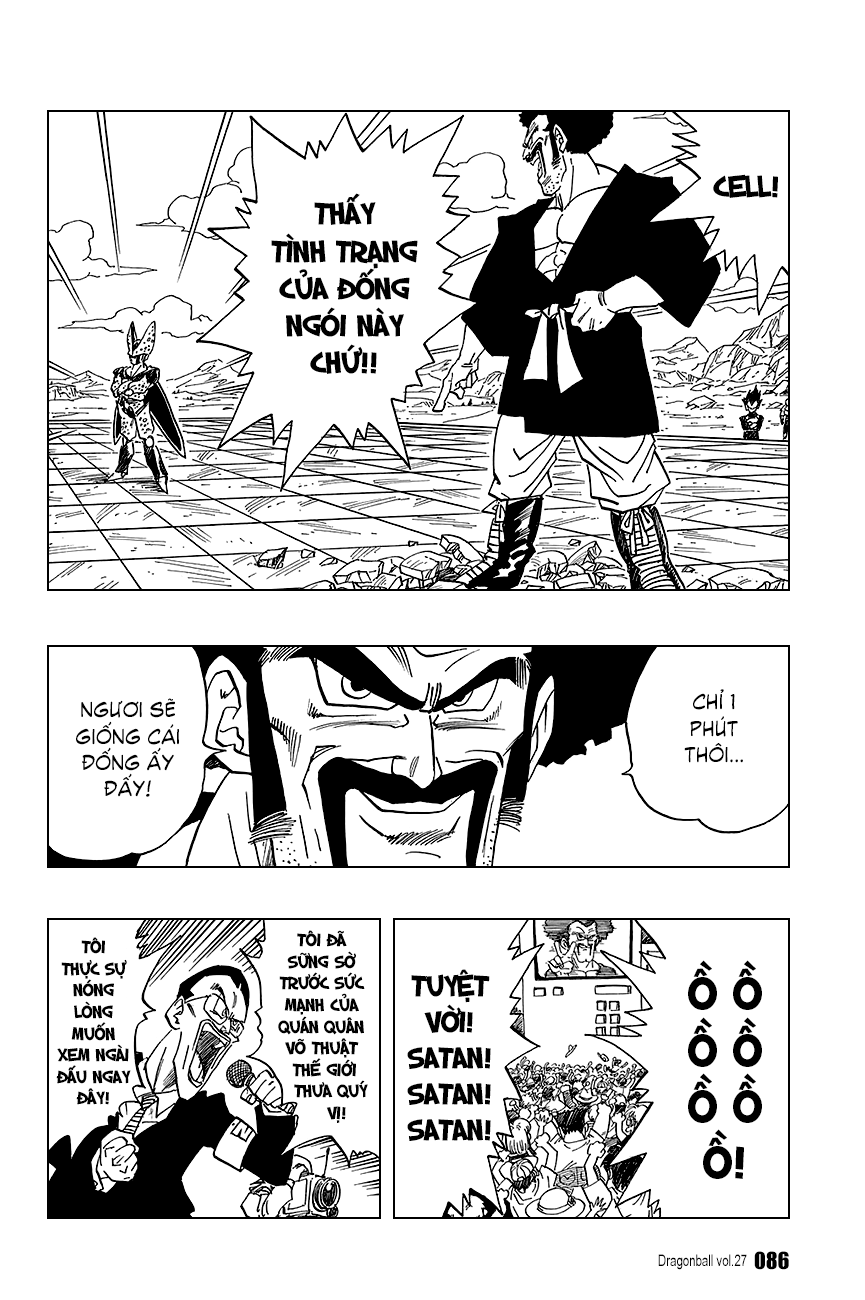 CELL!
THẤY
TÌNH TRẠNG
CỦA ĐỐNG
NGÓI NÀY
CHỨ!!
CHỈ 1
PHÚT
THÔI...
NGƯƠI SẼ
GIỐNG CÁI
ĐỐNG ẤY
ĐẤY!
Ồ Ồ
Ồ Ồ
Ồ Ồ
Ồ!
TUYỆT
VỜI!
SATAN!
SATAN!
SATAN!
TÔI ĐÃ
SỮNG SỜ
TRƯỚC SỨC
MẠNH CỦA
QUÁN QUÂN
VÕ THUẬT
THẾ GIỚI
THƯA QUÝ
VỊ!
TÔI
THỰC SỰ
NÓNG
LÒNG
MUỐN
XEM NGÀI
ĐẤU NGAY
ĐÂY!
Dragonball vol.27 086